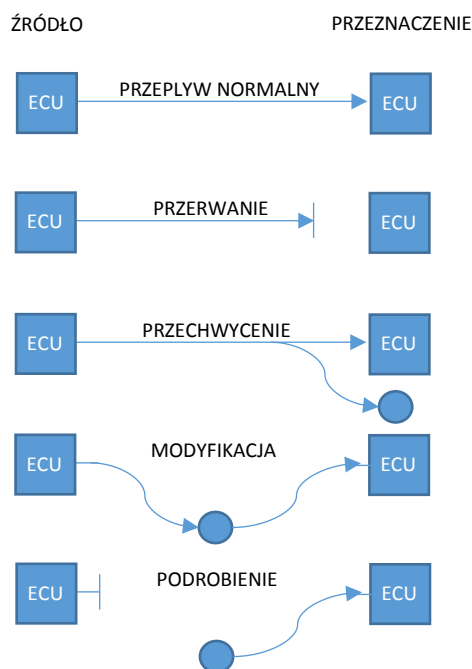 ŹRÓDŁO PRZEZNACZENIE
ECU PRZEPLYW NORMALNY ECU
ECU PRZERWANIE ECU
ECU PRZECHWYCENIE ECU
ECU MODYFIKACJA ECU
ECU PODROBIENIE ECU